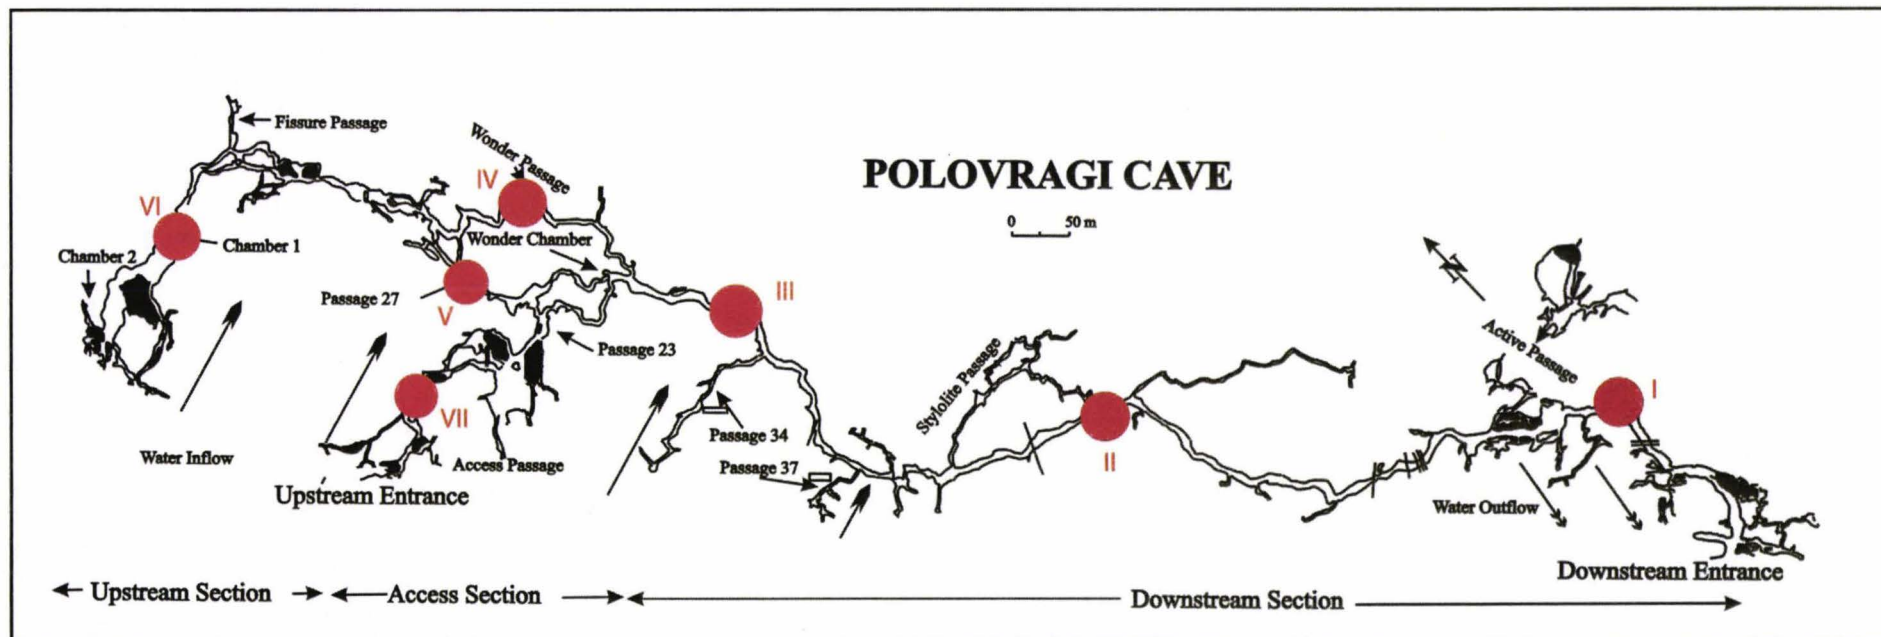 POLOVRAGI CAVE
0 50 m
Fissure Passage
Wonder Passage
IV
VI
Chamber 1
Chamber 2
Wonder Chamber
Passage 27
V
III
N
Active Passage
Passage 23
Stylolite Passage
I
VII
II
Passage 34
Water Inflow
Access Passage
Passage 37
Upstream Entrance
Water Outflow
Downstream Entrance
Upstream Section
Access Section
Downstream Section